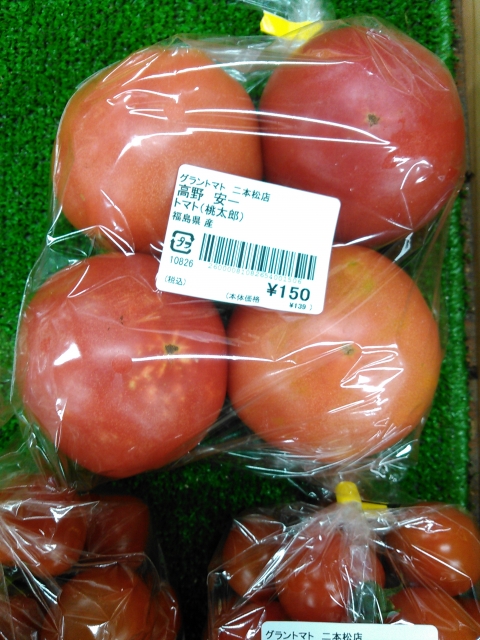 グラントマト 二本松店
高野 安一
トマト(桃太郎)
福島県 産
10826
(税込)
¥150
(本体価格 ¥139)
グラントマト 二本松店